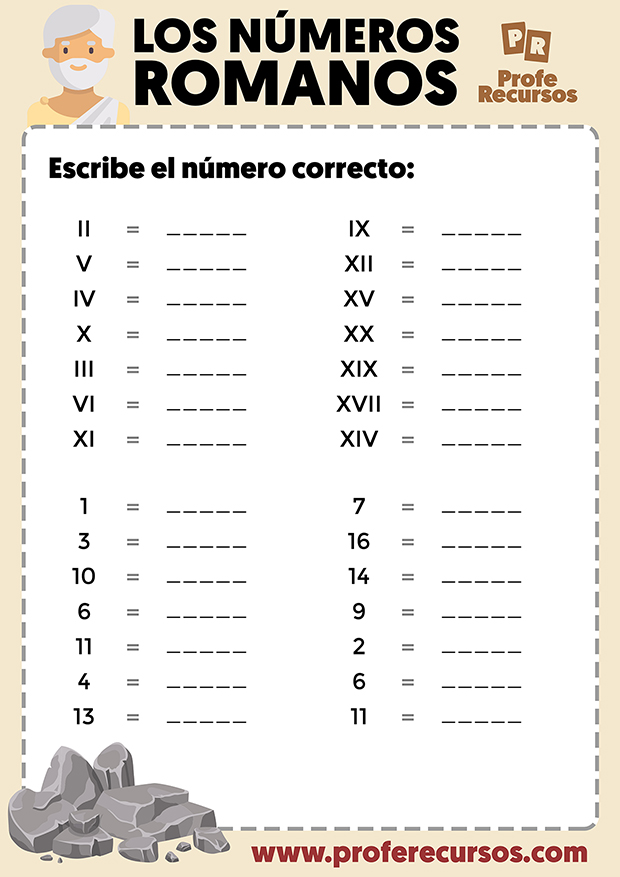 LOS NÚMEROS
ROMANOS
PR
Profe
Recursos
Escribe el número correcto:
II = _____ IX = _____
V = _____ XII = _____
IV = _____ XV = _____
X = _____ XX = _____
III = _____ XIX = _____
VI = _____ XVII = _____
XI = _____ XIV = _____
1 = _____ 7 = _____
3 = _____ 16 = _____
10 = _____ 14 = _____
6 = _____ 9 = _____
11 = _____ 2 = _____
4 = _____ 6 = _____
13 = _____ 11 = _____
www.proferecursos.com